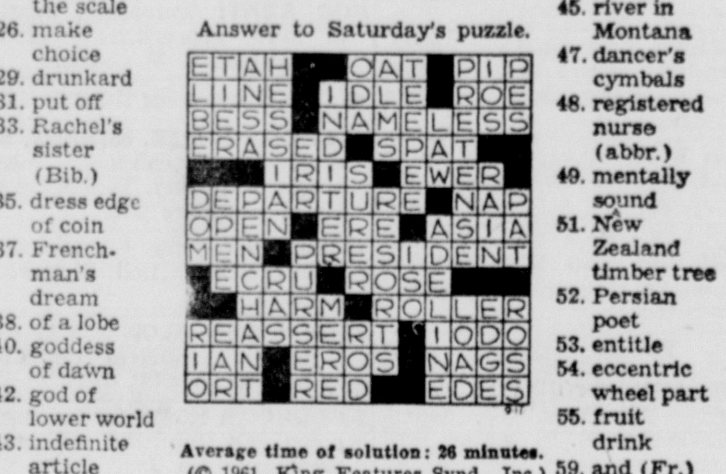 the scale
26. make
choice
29. drunkard
31. put off
33. Rachel's
sister
(Bib.)
35. dress edge
of coin
37. French-
man's
dream
38. of a lobe
40. goddess
of dawn
42. god of
lower world
43. indefinite
article
Answer to Saturday's puzzle.
ETAH OAT PIP
LINE IDLE ROE
BESS NAMELESS
ERASED SPAT
IRIS EWER
DEPARTURE NAP
OPEN ERE ASIA
MEN PRESIDENT
ECRU ROSE
HARM ROLLER
REASSERT IODO
IAN EROS NAGS
ORT RED EDES
Average time of solution: 26 minutes.
(© 1961, King Features Synd., Inc.)
45. river in
Montana
47. dancer's
cymbals
48. registered
nurse
(abbr.)
49. mentally
sound
51. New
Zealand
timber tree
52. Persian
poet
53. entitle
54. eccentric
wheel part
55. fruit
drink
59. and (Fr.)